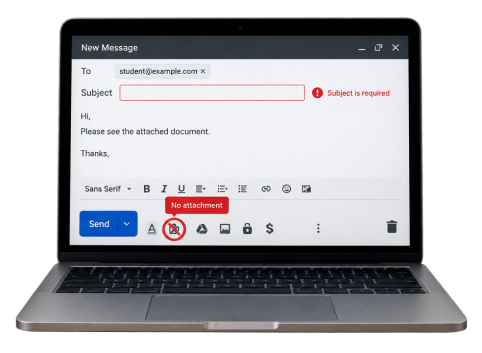 New Message
To student@example.com ×
Subject
Subject is required
Hi,
Please see the attached document.
Thanks,
Sans Serif B I U
No attachment
Send A $